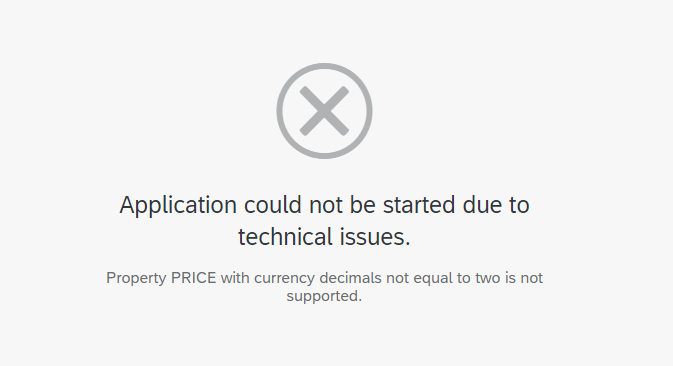 Application could not be started due to
technical issues.
Property PRICE with currency decimals not equal to two is not
supported.